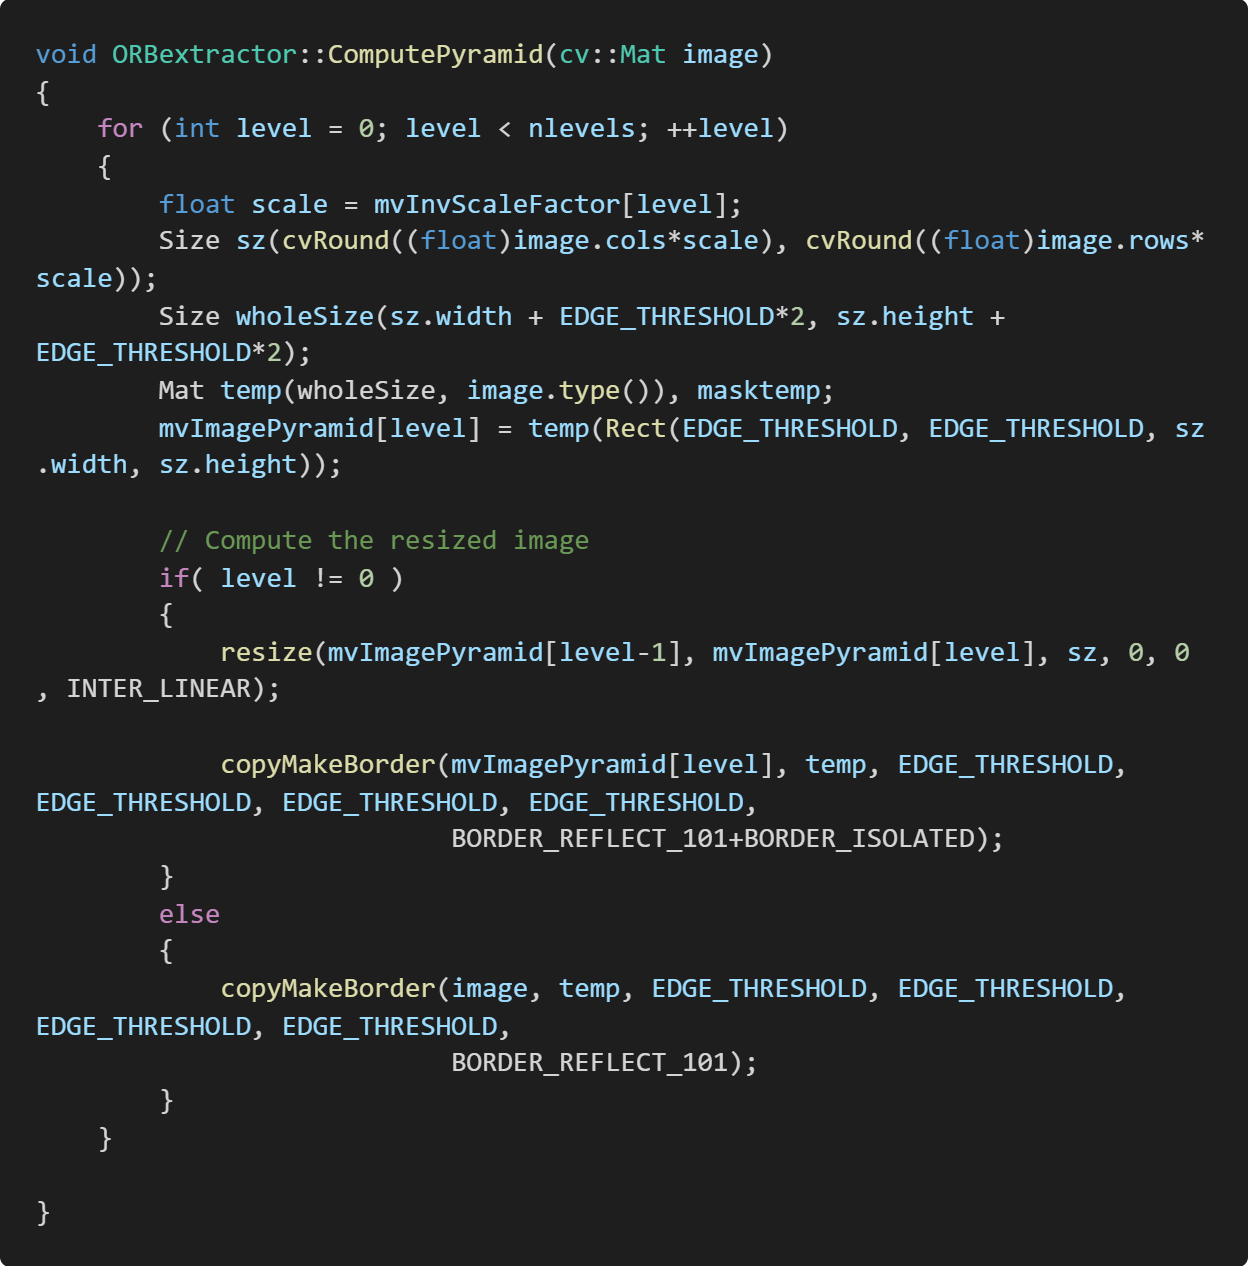 void ORBextractor::ComputePyramid(cv::Mat image)
{
    for (int level = 0; level < nlevels; ++level)
    {
        float scale = mvInvScaleFactor[level];
        Size sz(cvRound((float)image.cols*scale), cvRound((float)image.rows*
scale));
        Size wholeSize(sz.width + EDGE_THRESHOLD*2, sz.height +
EDGE_THRESHOLD*2);
        Mat temp(wholeSize, image.type()), masktemp;
        mvImagePyramid[level] = temp(Rect(EDGE_THRESHOLD, EDGE_THRESHOLD, sz
.width, sz.height));

        // Compute the resized image
        if( level != 0 )
        {
            resize(mvImagePyramid[level-1], mvImagePyramid[level], sz, 0, 0
, INTER_LINEAR);

            copyMakeBorder(mvImagePyramid[level], temp, EDGE_THRESHOLD,
EDGE_THRESHOLD, EDGE_THRESHOLD, EDGE_THRESHOLD,
                           BORDER_REFLECT_101+BORDER_ISOLATED);
        }
        else
        {
            copyMakeBorder(image, temp, EDGE_THRESHOLD, EDGE_THRESHOLD,
EDGE_THRESHOLD, EDGE_THRESHOLD,
                           BORDER_REFLECT_101);
        }
    }

}